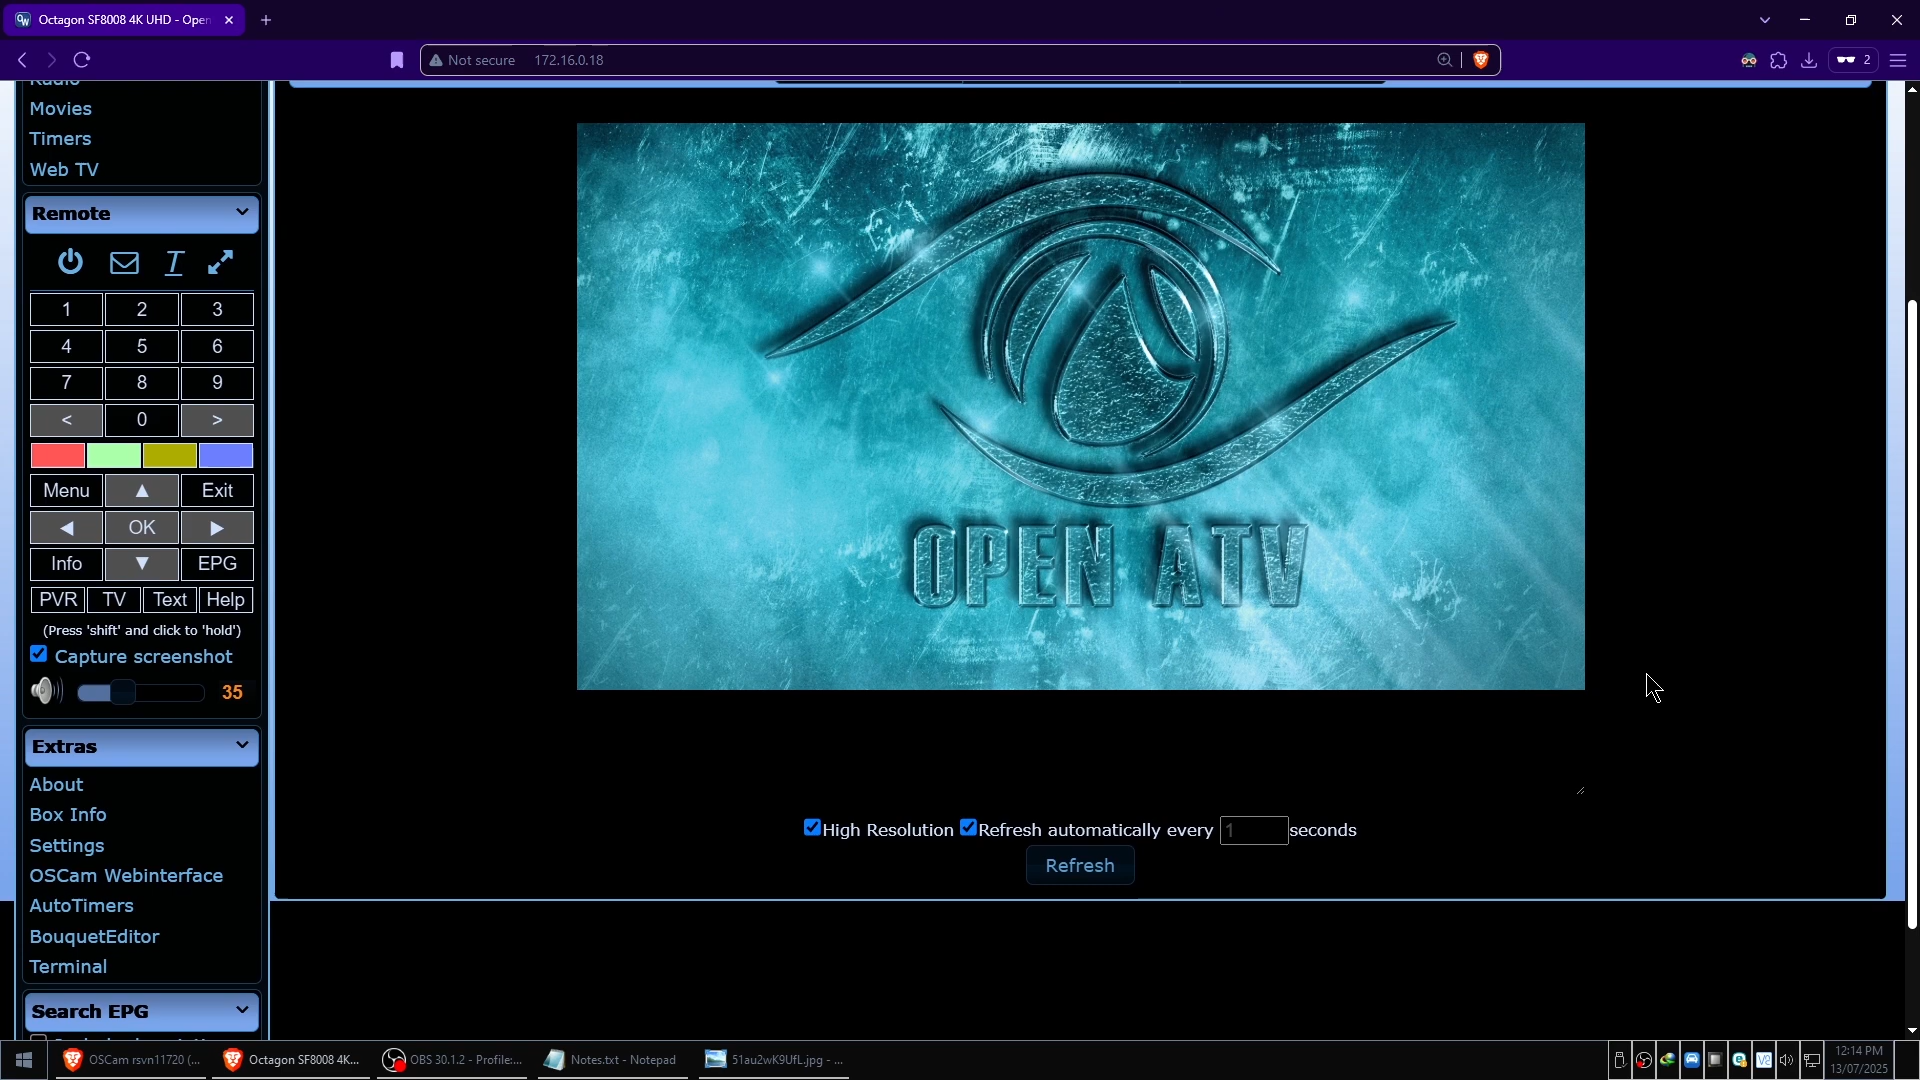 Octagon SF8008 4K UHD - Open
Not secure 172.16.0.18
2
Radio
Movies
Timers
Web TV
Remote
1 2 3
4 5 6
7 8 9
< 0 >
Menu ▲ Exit
◀ OK ▶
Info ▼ EPG
PVR TV Text Help
(Press 'shift' and click to 'hold')
Capture screenshot
35
Extras
About
Box Info
Settings
OSCam Webinterface
AutoTimers
BouquetEditor
Terminal
Search EPG
OPEN ATV
High Resolution Refresh automatically every 1 seconds
Refresh
OSCam rsvn11720 (... Octagon SF8008 4K... OBS 30.1.2 - Profile:... Notes.txt - Notepad 51au2wK9UfL.jpg - ...
12:14 PM
13/07/2025